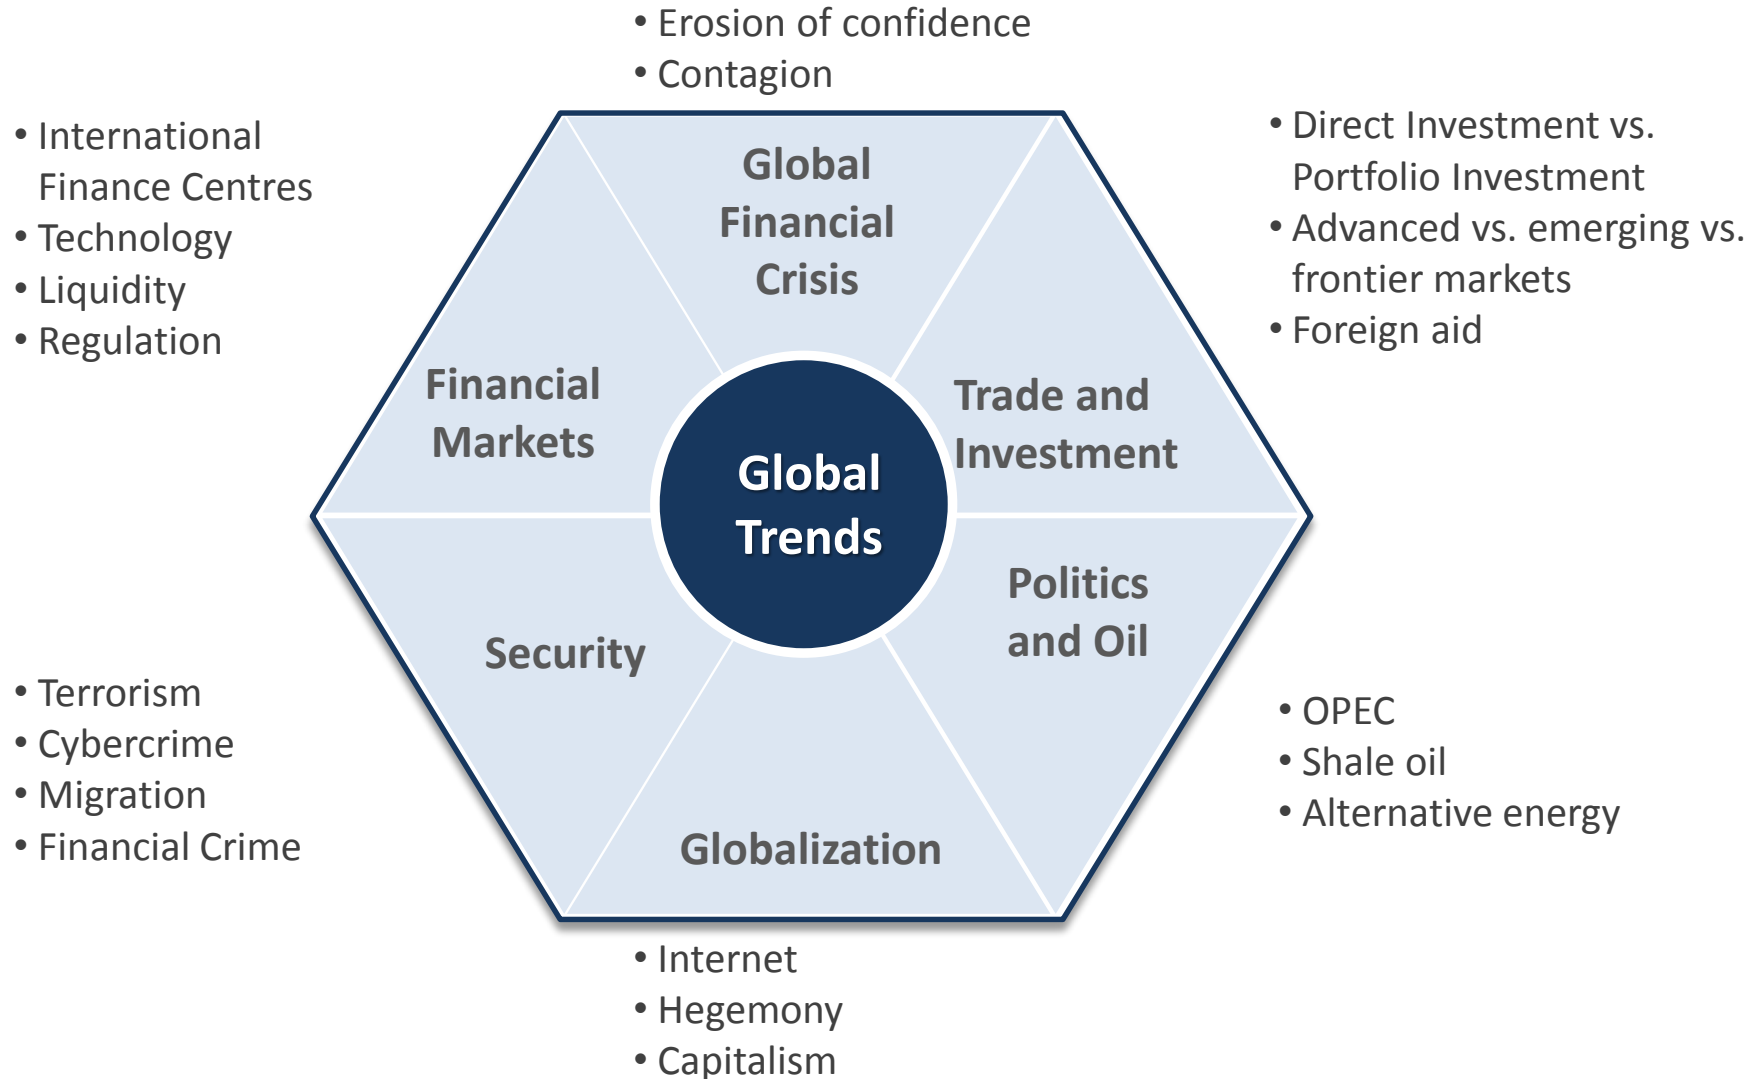 • Erosion of confidence
• Contagion
• International
Finance Centres
• Technology
• Liquidity
• Regulation
• Direct Investment vs.
Portfolio Investment
• Advanced vs. emerging vs.
frontier markets
• Foreign aid
Global
Financial
Crisis
Financial
Markets
Trade and
Investment
Global
Trends
Security
Politics
and Oil
Globalization
• Terrorism
• Cybercrime
• Migration
• Financial Crime
• OPEC
• Shale oil
• Alternative energy
• Internet
• Hegemony
• Capitalism